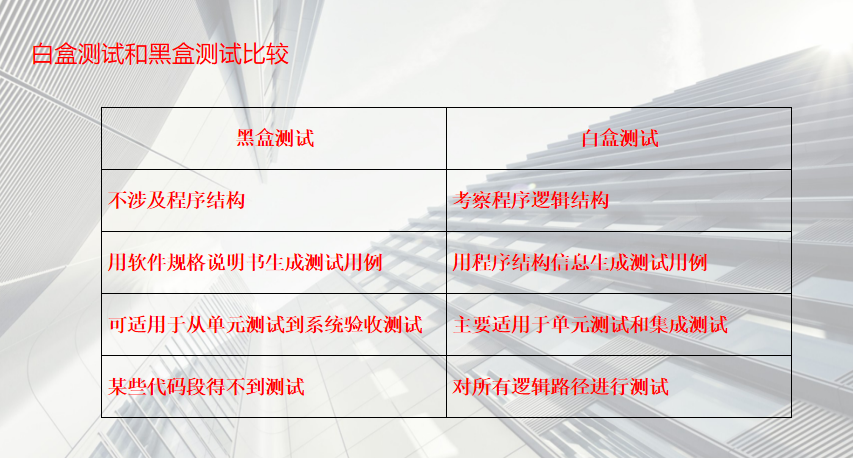 白盒测试和黑盒测试比较
黑盒测试 白盒测试
不涉及程序结构 考察程序逻辑结构
用软件规格说明书生成测试用例 用程序结构信息生成测试用例
可适用于从单元测试到系统验收测试 主要适用于单元测试和集成测试
某些代码段得不到测试 对所有逻辑路径进行测试